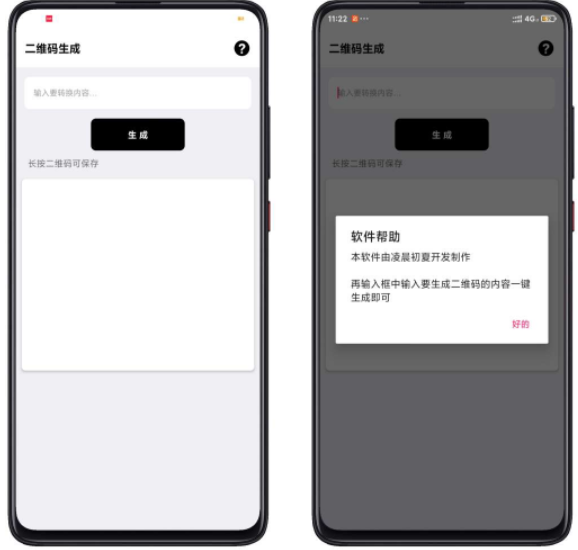 二维码生成
输入要转换内容...
生成
长按二维码可保存
11:22
4G
二维码生成
输入要转换内容...
生成
长按二维码可保存
软件帮助
本软件由凌晨初夏开发制作
再输入框中输入要生成二维码的内容一键
生成即可
好的